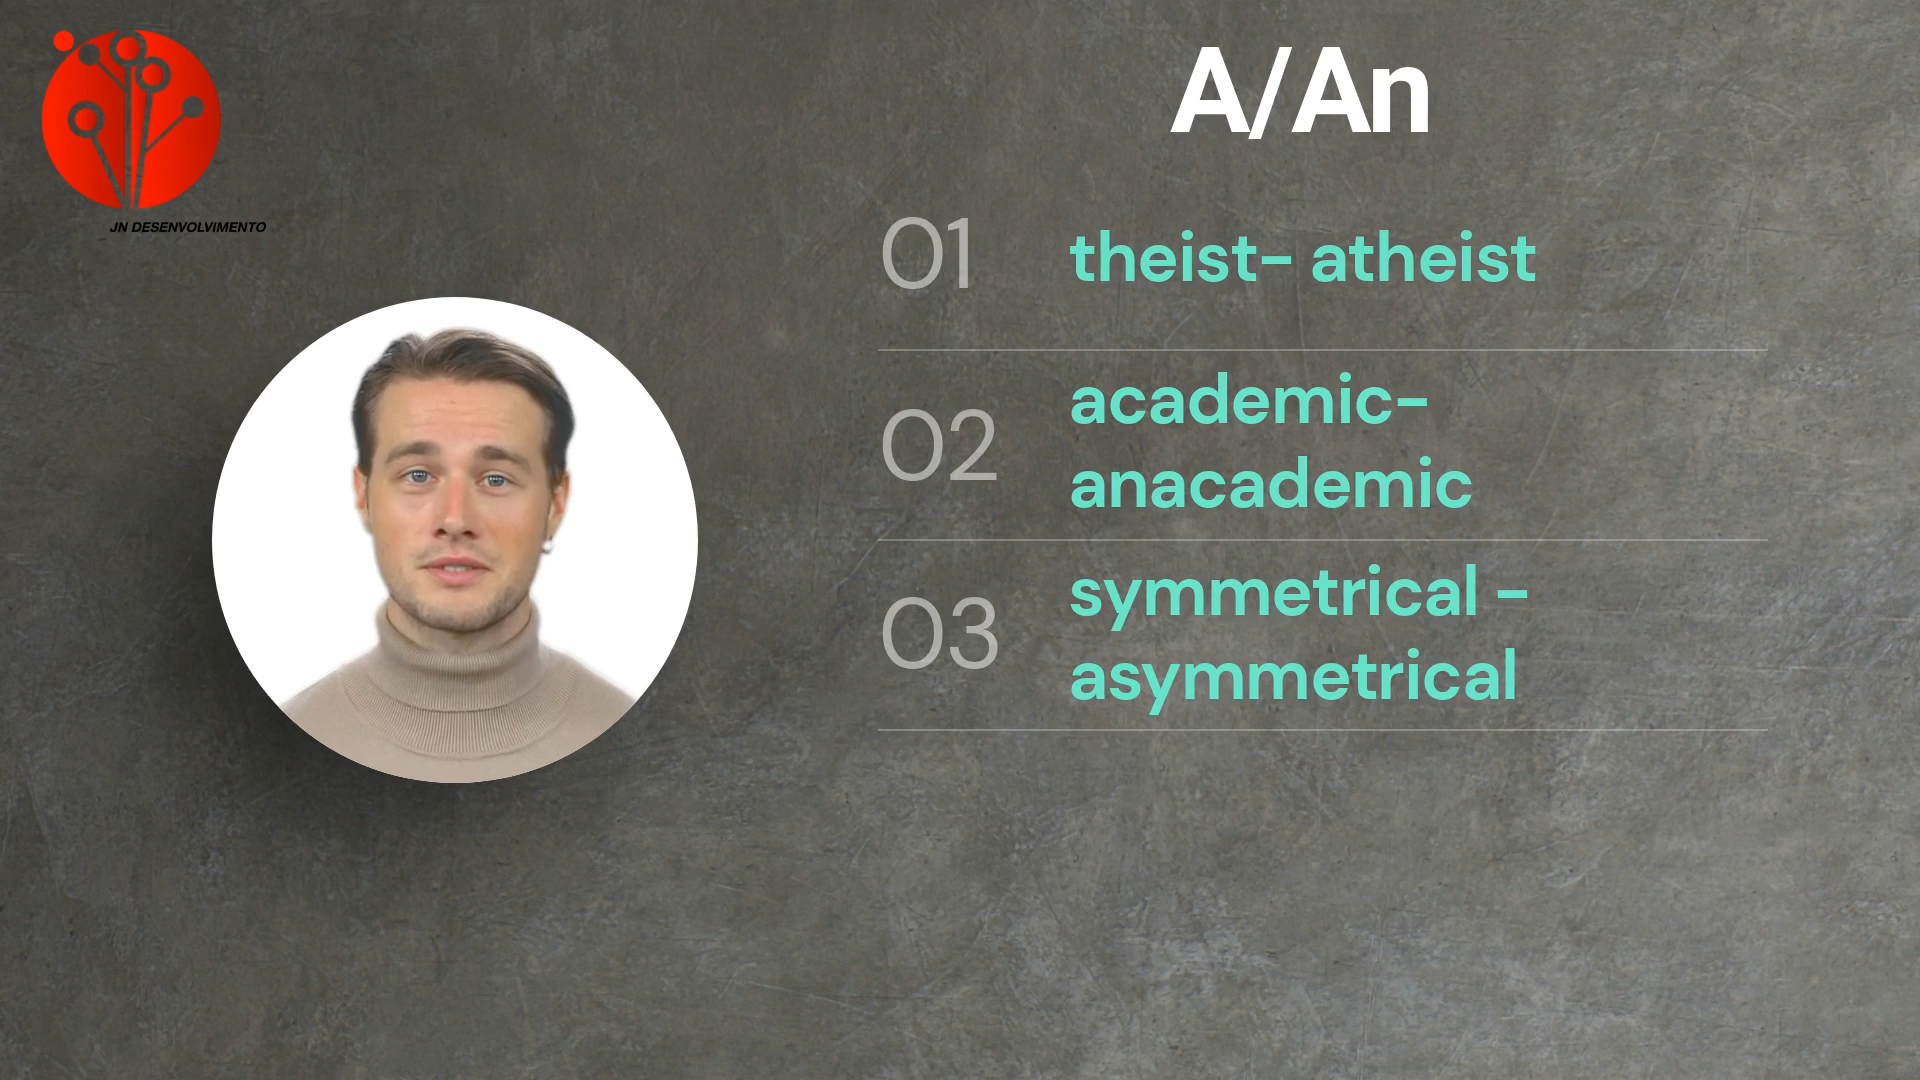 JN DESENVOLVIMENTO
A/An
01
theist- atheist
02
academic-
anacademic
03
symmetrical -
asymmetrical